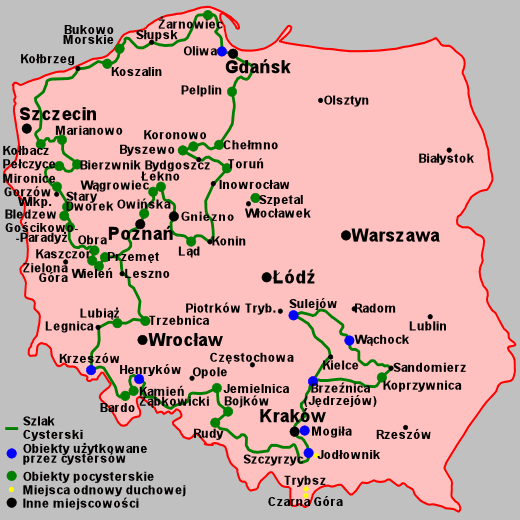 Żarnowiec
Bukowo
Morskie
Słupsk
Oliwa
Kołbrzeg
Gdańsk
Koszalin
Pelplin
Olsztyn
Szczecin
Marianowo
Koronowo
Chełmno
Kołbacz
Byszewo
Białystok
Pełczyce
Bierzwnik
Bydgoszcz
Toruń
Mironice
Łękno
Wągrowiec
Inowrocław
Gorzów
Wlkp.
Stary
Dworek
Owińska
Szpetal
Włocławek
Bledzew
Gniezno
Gościkowo-
-Paradyż
Poznań
Warszawa
Obra
Konin
Kaszczor
Przemęt
Ląd
Zielona
Góra
Wieleń
Leszno
Łódź
Piotrków Tryb.
Sulejów
Radom
Lubiąż
Trzebnica
Lublin
Legnica
Wrocław
Wąchock
Krzeszów
Częstochowa
Kielce
Henryków
Opole
Sandomierz
Kamień
Ząbkowicki
Jemielnica
Brzeźnica
(Jędrzejów)
Koprzywnica
Bardo
Bojków
Kraków
Rudy
Mogiła
Rzeszów
Szczyrzyc
Jodłownik
Trybsz
Czarna Góra
Szlak
Cysterski
Obiekty użytkowane
przez cystersów
Obiekty pocysterskie
Miejsca odnowy duchowej
Inne miejscowości